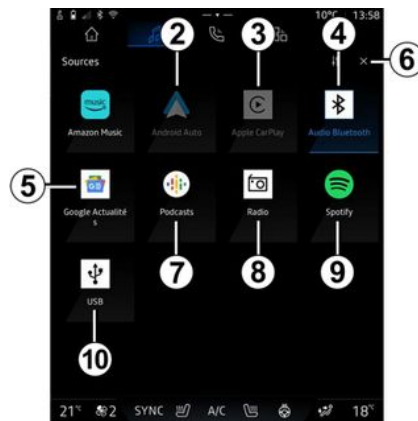 10°C 13:58
2 3 4
Sources
6
music
Amazon Music
Android Auto
Apple CarPlay
Audio Bluetooth
5
Google Actualité
s
Podcasts
Radio
Spotify
7 8 9
USB
10
21°C 2 SYNC A/C 18°C